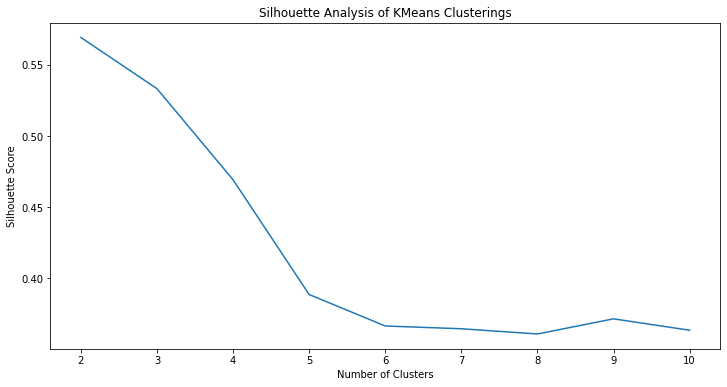 Silhouette Analysis of KMeans Clusterings
0.55
0.50
0.45
0.40
Silhouette Score
2 3 4 5 6 7 8 9 10
Number of Clusters